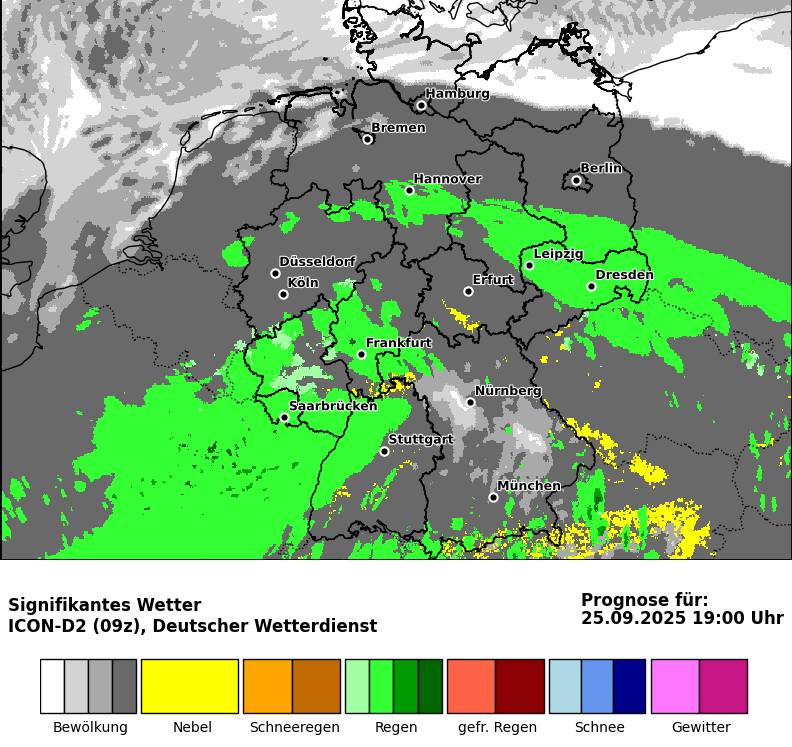 Hamburg
Bremen
Berlin
Hannover
Leipzig
Düsseldorf
Dresden
Köln
Erfurt
Frankfurt
Nürnberg
Saarbrücken
Stuttgart
München
Signifikantes Wetter
ICON-D2 (09z), Deutscher Wetterdienst
Prognose für:
25.09.2025 19:00 Uhr
Bewölkung Nebel Schneeregen Regen gefr. Regen Schnee Gewitter